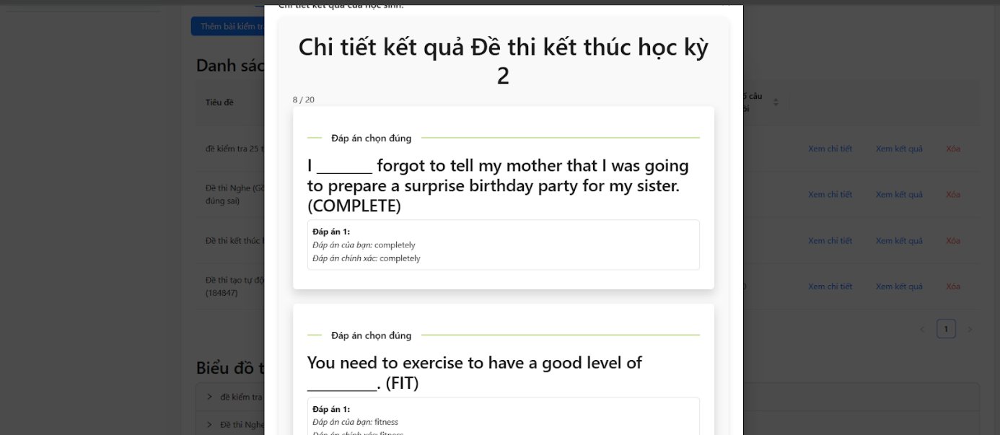 Chi tiết kết quả của học sinh:
Thêm bài kiểm tr
Chi tiết kết quả Đề thi kết thúc học kỳ
2
Danh sác
8 / 20
Tiêu đề
câu
Đáp án chọn đúng
đề kiểm tra 25 t
Xem chi tiết Xem kết quả Xóa
I _______ forgot to tell my mother that I was going
to prepare a surprise birthday party for my sister.
(COMPLETE)
Đề thi Nghe (Gồ
đúng sai)
Xem chi tiết Xem kết quả Xóa
Đáp án 1:
Đáp án của bạn: completely
Đáp án chính xác: completely
Đề thi kết thúc
Xem chi tiết Xem kết quả Xóa
Đề thi tạo tự độ
(184847)
Xem chi tiết Xem kết quả Xóa
< 1 >
Đáp án chọn đúng
You need to exercise to have a good level of
_________. (FIT)
Biểu đồ t
đề kiểm tra
Đáp án 1:
Đáp án của bạn: fitness
Đề thi Nghe
Đáp án chính xác: fitness